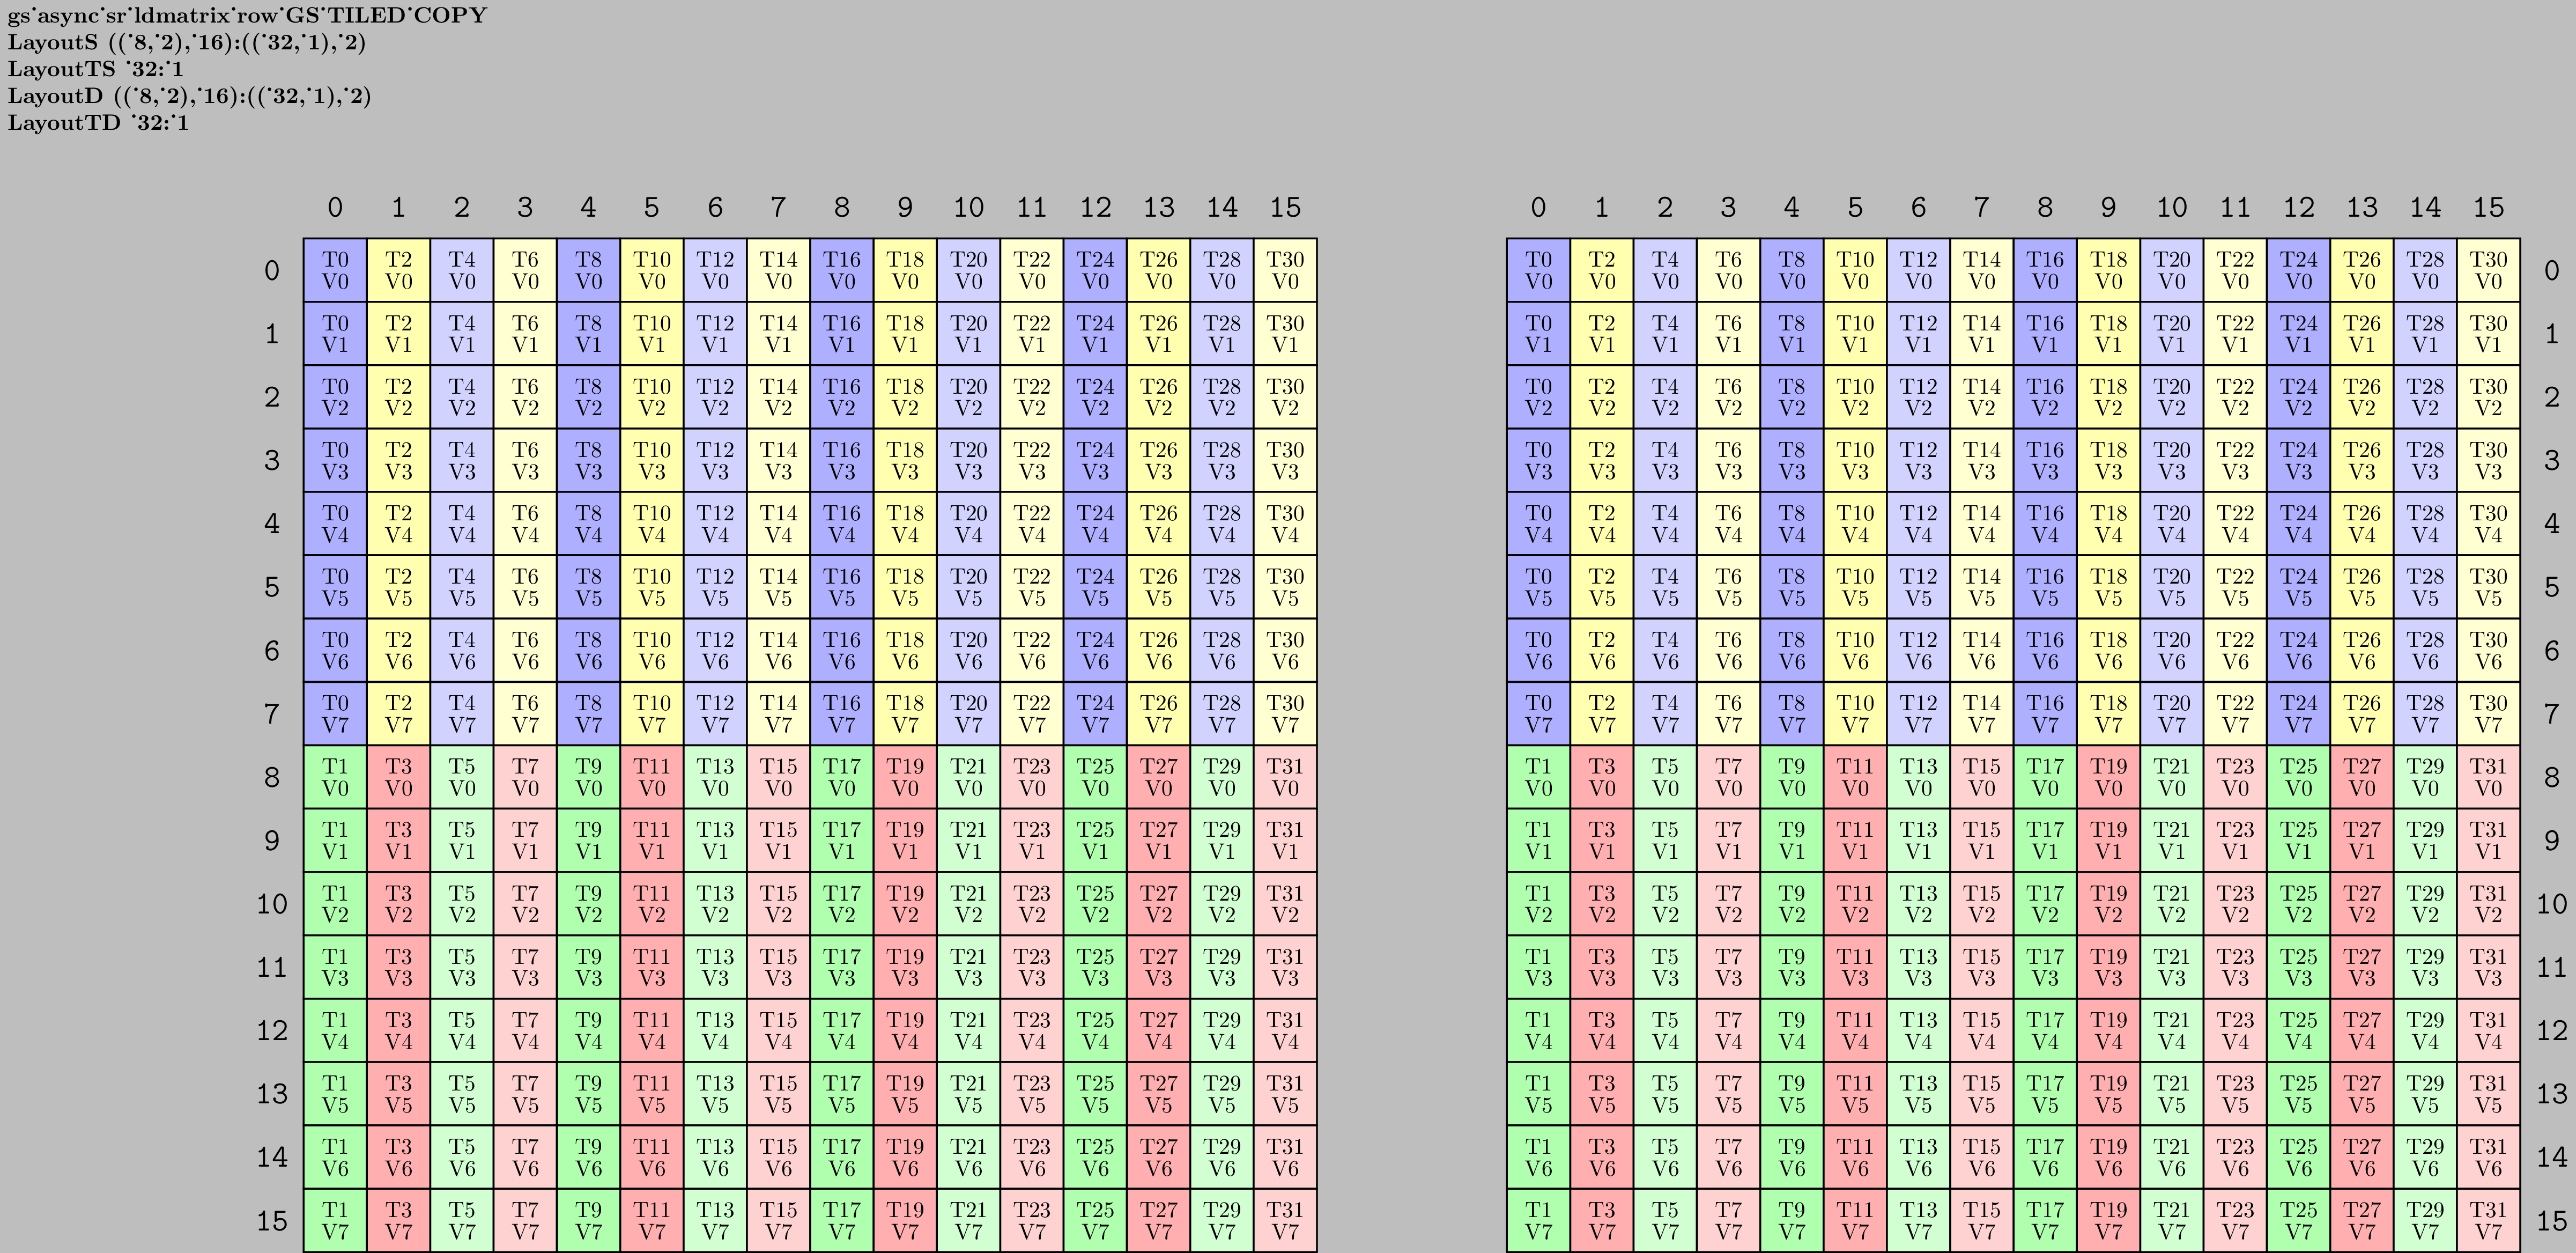 gs˙async˙sr˙ldmatrix˙row˙GS˙TILED˙COPY
LayoutS ((˙8,˙2),˙16):((˙32,˙1),˙2)
LayoutTS ˙32:˙1
LayoutD ((˙8,˙2),˙16):((˙32,˙1),˙2)
LayoutTD ˙32:˙1
0 1 2 3 4 5 6 7 8 9 10 11 12 13 14 15 0 1 2 3 4 5 6 7 8 9 10 11 12 13 14 15
0 T0 T2 T4 T6 T8 T10 T12 T14 T16 T18 T20 T22 T24 T26 T28 T30 T0 T2 T4 T6 T8 T10 T12 T14 T16 T18 T20 T22 T24 T26 T28 T30 0
V0 V0 V0 V0 V0 V0 V0 V0 V0 V0 V0 V0 V0 V0 V0 V0 V0 V0 V0 V0 V0 V0 V0 V0 V0 V0 V0 V0 V0 V0 V0 V0
1 T0 T2 T4 T6 T8 T10 T12 T14 T16 T18 T20 T22 T24 T26 T28 T30 T0 T2 T4 T6 T8 T10 T12 T14 T16 T18 T20 T22 T24 T26 T28 T30 1
V1 V1 V1 V1 V1 V1 V1 V1 V1 V1 V1 V1 V1 V1 V1 V1 V1 V1 V1 V1 V1 V1 V1 V1 V1 V1 V1 V1 V1 V1 V1 V1
2 T0 T2 T4 T6 T8 T10 T12 T14 T16 T18 T20 T22 T24 T26 T28 T30 T0 T2 T4 T6 T8 T10 T12 T14 T16 T18 T20 T22 T24 T26 T28 T30 2
V2 V2 V2 V2 V2 V2 V2 V2 V2 V2 V2 V2 V2 V2 V2 V2 V2 V2 V2 V2 V2 V2 V2 V2 V2 V2 V2 V2 V2 V2 V2 V2
3 T0 T2 T4 T6 T8 T10 T12 T14 T16 T18 T20 T22 T24 T26 T28 T30 T0 T2 T4 T6 T8 T10 T12 T14 T16 T18 T20 T22 T24 T26 T28 T30 3
V3 V3 V3 V3 V3 V3 V3 V3 V3 V3 V3 V3 V3 V3 V3 V3 V3 V3 V3 V3 V3 V3 V3 V3 V3 V3 V3 V3 V3 V3 V3 V3
4 T0 T2 T4 T6 T8 T10 T12 T14 T16 T18 T20 T22 T24 T26 T28 T30 T0 T2 T4 T6 T8 T10 T12 T14 T16 T18 T20 T22 T24 T26 T28 T30 4
V4 V4 V4 V4 V4 V4 V4 V4 V4 V4 V4 V4 V4 V4 V4 V4 V4 V4 V4 V4 V4 V4 V4 V4 V4 V4 V4 V4 V4 V4 V4 V4
5 T0 T2 T4 T6 T8 T10 T12 T14 T16 T18 T20 T22 T24 T26 T28 T30 T0 T2 T4 T6 T8 T10 T12 T14 T16 T18 T20 T22 T24 T26 T28 T30 5
V5 V5 V5 V5 V5 V5 V5 V5 V5 V5 V5 V5 V5 V5 V5 V5 V5 V5 V5 V5 V5 V5 V5 V5 V5 V5 V5 V5 V5 V5 V5 V5
6 T0 T2 T4 T6 T8 T10 T12 T14 T16 T18 T20 T22 T24 T26 T28 T30 T0 T2 T4 T6 T8 T10 T12 T14 T16 T18 T20 T22 T24 T26 T28 T30 6
V6 V6 V6 V6 V6 V6 V6 V6 V6 V6 V6 V6 V6 V6 V6 V6 V6 V6 V6 V6 V6 V6 V6 V6 V6 V6 V6 V6 V6 V6 V6 V6
7 T0 T2 T4 T6 T8 T10 T12 T14 T16 T18 T20 T22 T24 T26 T28 T30 T0 T2 T4 T6 T8 T10 T12 T14 T16 T18 T20 T22 T24 T26 T28 T30 7
V7 V7 V7 V7 V7 V7 V7 V7 V7 V7 V7 V7 V7 V7 V7 V7 V7 V7 V7 V7 V7 V7 V7 V7 V7 V7 V7 V7 V7 V7 V7 V7
8 T1 T3 T5 T7 T9 T11 T13 T15 T17 T19 T21 T23 T25 T27 T29 T31 T1 T3 T5 T7 T9 T11 T13 T15 T17 T19 T21 T23 T25 T27 T29 T31 8
V0 V0 V0 V0 V0 V0 V0 V0 V0 V0 V0 V0 V0 V0 V0 V0 V0 V0 V0 V0 V0 V0 V0 V0 V0 V0 V0 V0 V0 V0 V0 V0
9 T1 T3 T5 T7 T9 T11 T13 T15 T17 T19 T21 T23 T25 T27 T29 T31 T1 T3 T5 T7 T9 T11 T13 T15 T17 T19 T21 T23 T25 T27 T29 T31 9
V1 V1 V1 V1 V1 V1 V1 V1 V1 V1 V1 V1 V1 V1 V1 V1 V1 V1 V1 V1 V1 V1 V1 V1 V1 V1 V1 V1 V1 V1 V1 V1
10 T1 T3 T5 T7 T9 T11 T13 T15 T17 T19 T21 T23 T25 T27 T29 T31 T1 T3 T5 T7 T9 T11 T13 T15 T17 T19 T21 T23 T25 T27 T29 T31 10
V2 V2 V2 V2 V2 V2 V2 V2 V2 V2 V2 V2 V2 V2 V2 V2 V2 V2 V2 V2 V2 V2 V2 V2 V2 V2 V2 V2 V2 V2 V2 V2
11 T1 T3 T5 T7 T9 T11 T13 T15 T17 T19 T21 T23 T25 T27 T29 T31 T1 T3 T5 T7 T9 T11 T13 T15 T17 T19 T21 T23 T25 T27 T29 T31 11
V3 V3 V3 V3 V3 V3 V3 V3 V3 V3 V3 V3 V3 V3 V3 V3 V3 V3 V3 V3 V3 V3 V3 V3 V3 V3 V3 V3 V3 V3 V3 V3
12 T1 T3 T5 T7 T9 T11 T13 T15 T17 T19 T21 T23 T25 T27 T29 T31 T1 T3 T5 T7 T9 T11 T13 T15 T17 T19 T21 T23 T25 T27 T29 T31 12
V4 V4 V4 V4 V4 V4 V4 V4 V4 V4 V4 V4 V4 V4 V4 V4 V4 V4 V4 V4 V4 V4 V4 V4 V4 V4 V4 V4 V4 V4 V4 V4
13 T1 T3 T5 T7 T9 T11 T13 T15 T17 T19 T21 T23 T25 T27 T29 T31 T1 T3 T5 T7 T9 T11 T13 T15 T17 T19 T21 T23 T25 T27 T29 T31 13
V5 V5 V5 V5 V5 V5 V5 V5 V5 V5 V5 V5 V5 V5 V5 V5 V5 V5 V5 V5 V5 V5 V5 V5 V5 V5 V5 V5 V5 V5 V5 V5
14 T1 T3 T5 T7 T9 T11 T13 T15 T17 T19 T21 T23 T25 T27 T29 T31 T1 T3 T5 T7 T9 T11 T13 T15 T17 T19 T21 T23 T25 T27 T29 T31 14
V6 V6 V6 V6 V6 V6 V6 V6 V6 V6 V6 V6 V6 V6 V6 V6 V6 V6 V6 V6 V6 V6 V6 V6 V6 V6 V6 V6 V6 V6 V6 V6
15 T1 T3 T5 T7 T9 T11 T13 T15 T17 T19 T21 T23 T25 T27 T29 T31 T1 T3 T5 T7 T9 T11 T13 T15 T17 T19 T21 T23 T25 T27 T29 T31 15
V7 V7 V7 V7 V7 V7 V7 V7 V7 V7 V7 V7 V7 V7 V7 V7 V7 V7 V7 V7 V7 V7 V7 V7 V7 V7 V7 V7 V7 V7 V7 V7